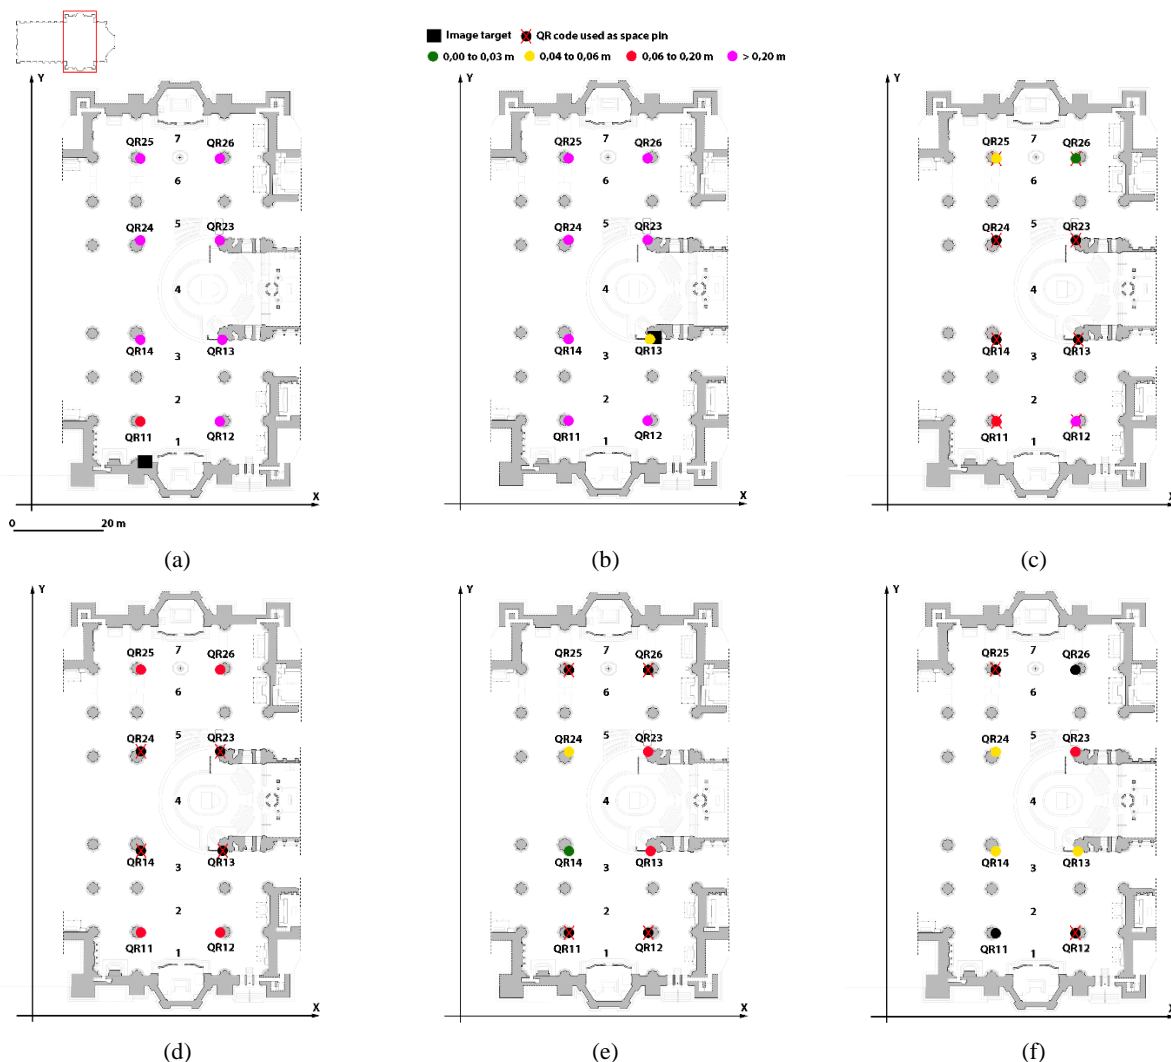 Image target QR code used as space pin
0,00 to 0,03 m 0,04 to 0,06 m 0,06 to 0,20 m > 0,20 m
Y
QR25 7 QR26
6
QR24 5 QR23
4
QR14 3 QR13
2
QR11 1 QR12
X
0 20 m
(a)
Y
QR25 7 QR26
6
QR24 5 QR23
4
QR14 3 QR13
2
QR11 1 QR12
X
(b)
Y
QR25 7 QR26
6
QR24 5 QR23
4
QR14 3 QR13
2
QR11 1 QR12
X
(c)
Y
QR25 7 QR26
6
QR24 5 QR23
4
QR14 3 QR13
2
QR11 1 QR12
X
(d)
Y
QR25 7 QR26
6
QR24 5 QR23
4
QR14 3 QR13
2
QR11 1 QR12
X
(e)
Y
QR25 7 QR26
6
QR24 5 QR23
4
QR14 3 QR13
2
QR11 1 QR12
X
(f)